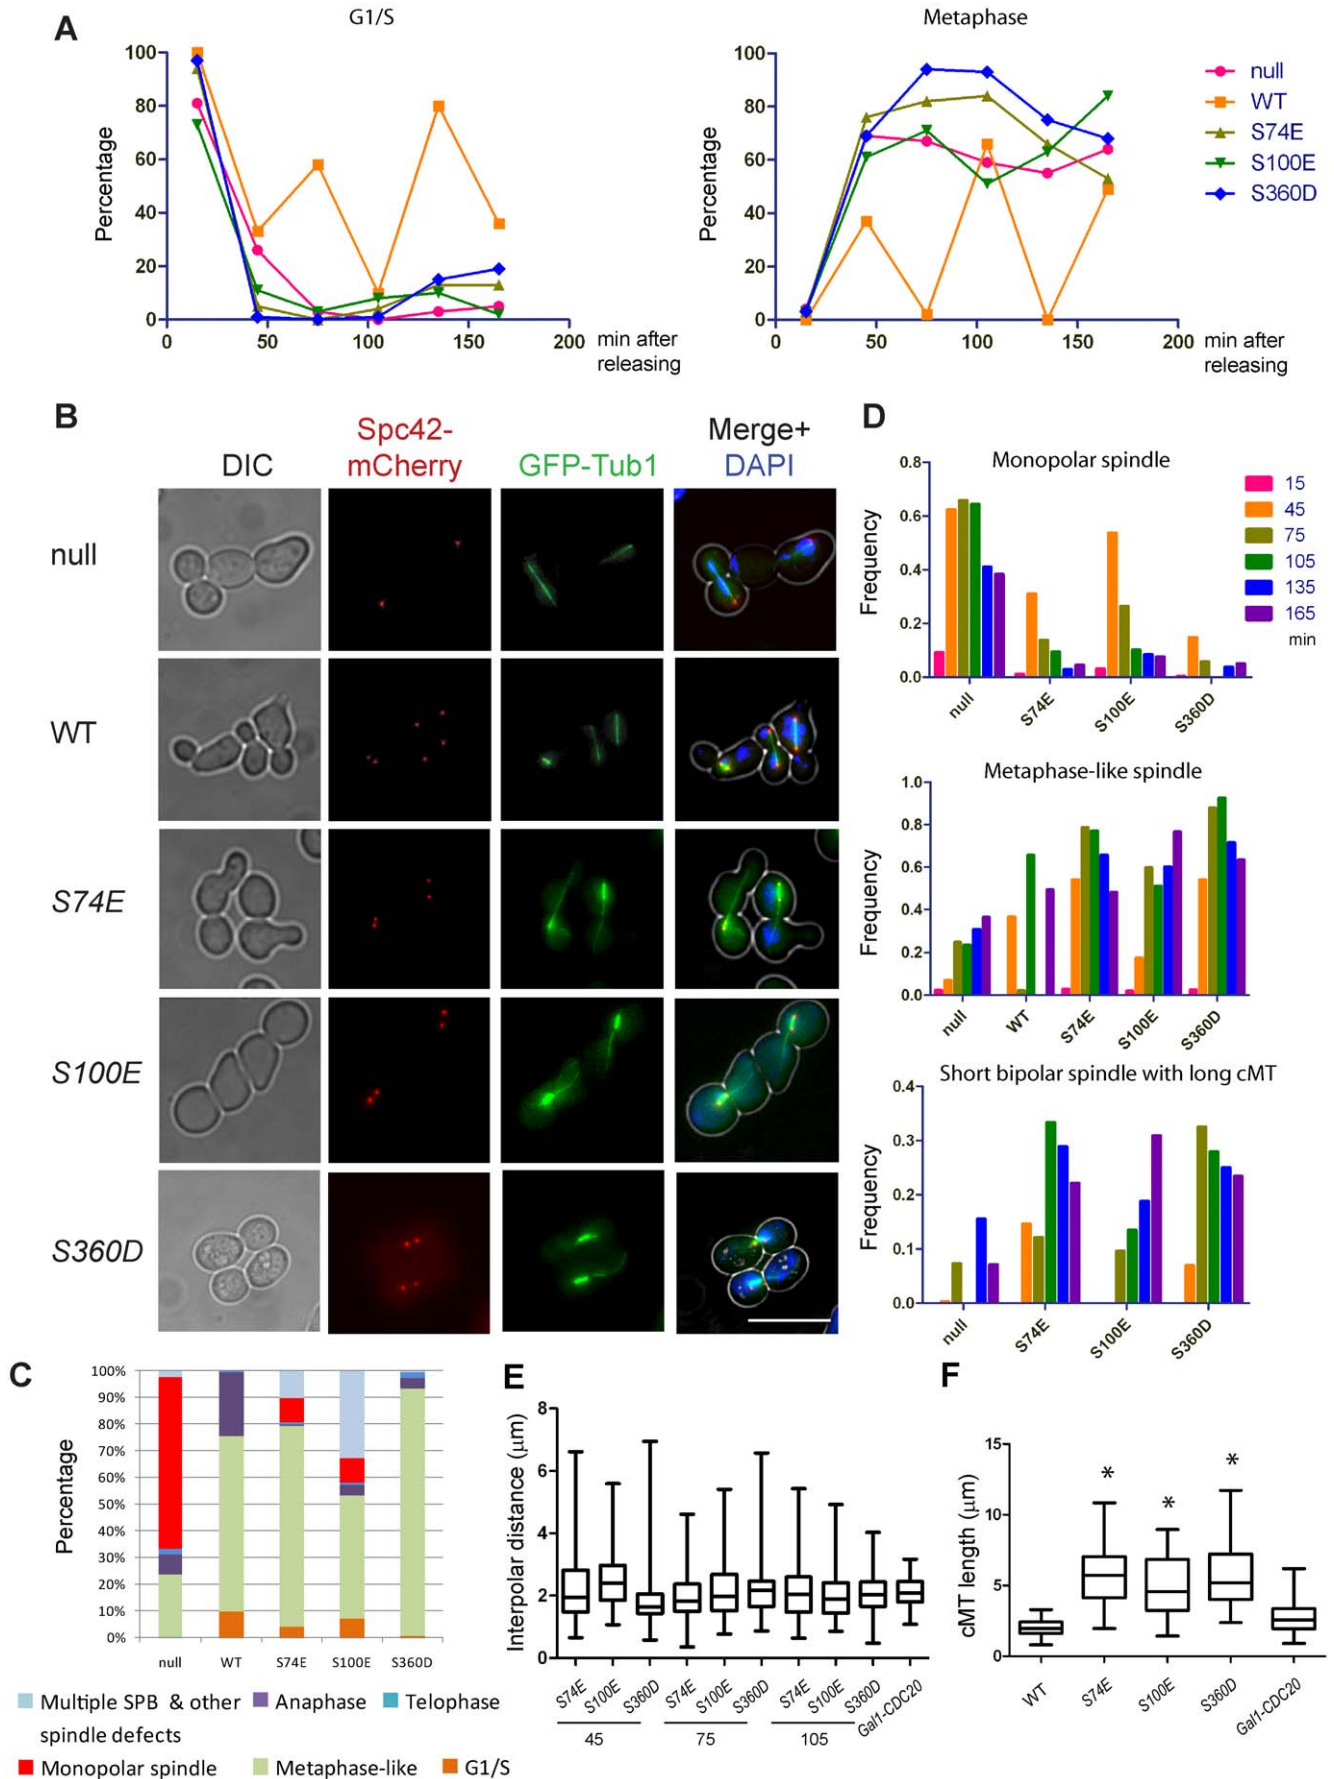 A
G1/S
Metaphase
100
80
60
40
20
0
Percentage
0
50
100
150
200
min after
releasing
100
80
60
40
20
0
Percentage
0
50
100
150
200
min after
releasing
null
WT
S74E
S100E
S360D
B
DIC
Spc42-
mCherry
GFP-Tub1
Merge+
DAPI
null
WT
S74E
S100E
S360D
D
Monopolar spindle
0.8
0.6
0.4
0.2
0.0
Frequency
null
S74E
S100E
S360D
15
45
75
105
135
165
min
Metaphase-like spindle
1.0
0.8
0.6
0.4
0.2
0.0
Frequency
null
WT
S74E
S100E
S360D
Short bipolar spindle with long cMT
0.4
0.3
0.2
0.1
0.0
Frequency
null
S74E
S100E
S360D
C
100%
90%
80%
70%
60%
50%
40%
30%
20%
10%
0%
Percentage
null
WT
S74E
S100E
S360D
Multiple SPB & other
spindle defects
Anaphase
Telophase
Monopolar spindle
Metaphase-like
G1/S
E
8
6
4
2
0
Interpolar distance (μm)
S74E
S100E
S360D
S74E
S100E
S360D
S74E
S100E
S360D
Gal1-CDC20
45
75
105
F
15
10
5
0
cMT length (μm)
*
*
*
WT
S74E
S100E
S360D
Gal1-CDC20